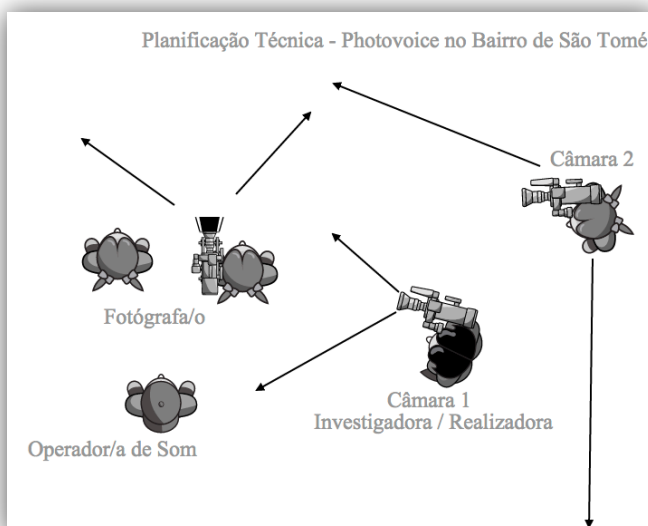 Planificação Técnica - Photovoice no Bairro de São Tomé
Câmara 2
Fotógrafa/o
Câmara 1
Investigadora / Realizadora
Operador/a de Som